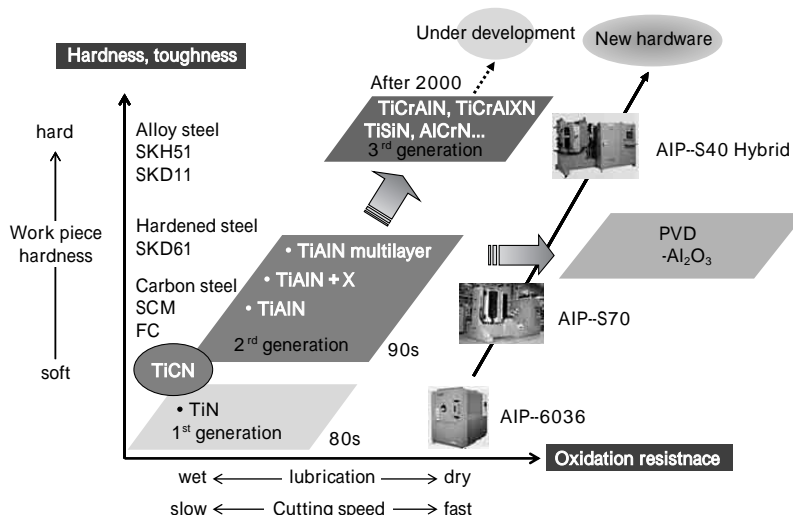 Under development
New hardware
Hardness, toughness
After 2000
TiCrAlN, TiCrAlXN
TiSiN, AlCrN...
3rd generation
hard
Alloy steel
SKH51
SKD11
AIP--S40 Hybrid
Work piece
hardness
Hardened steel
SKD61
• TiAlN multilayer
• TiAlN + X
• TiAlN
2nd generation
90s
PVD
-Al₂O₃
Carbon steel
SCM
FC
AIP--S70
soft
TiCN
• TiN
1st generation
80s
AIP--6036
Oxidation resistnace
wet lubrication dry
slow Cutting speed fast